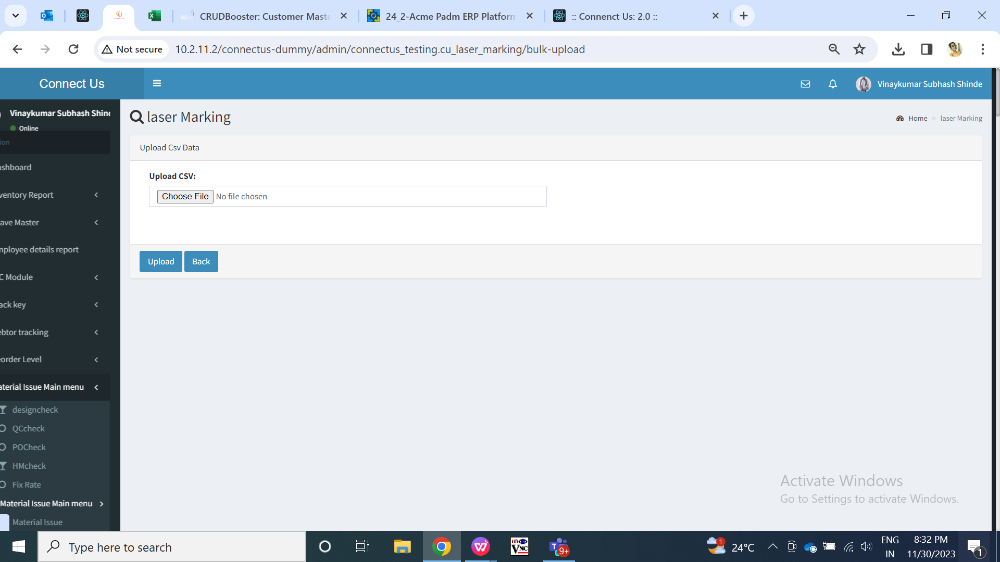 CRUDBooster: Customer Maste
24_2-Acme Padm ERP Platform
:: Connenct Us: 2.0 ::
Not secure
10.2.11.2/connectus-dummy/admin/connectus_testing.cu_laser_marking/bulk-upload
Connect Us
Vinaykumar Subhash Shinde
Vinaykumar Subhash Shind
Online
ion
ashboard
ventory Report
ave Master
mployee details report
C Module
ack key
ebtor tracking
eorder Level
aterial Issue Main menu
designcheck
QCcheck
POCheck
HMcheck
Fix Rate
Material Issue Main menu
Material Issue
laser Marking
Home > laser Marking
Upload Csv Data
Upload CSV:
Choose File No file chosen
Upload
Back
Activate Windows
Go to Settings to activate Windows.
Type here to search
VNC
9+
1
24°C
ENG
IN
8:32 PM
11/30/2023
1